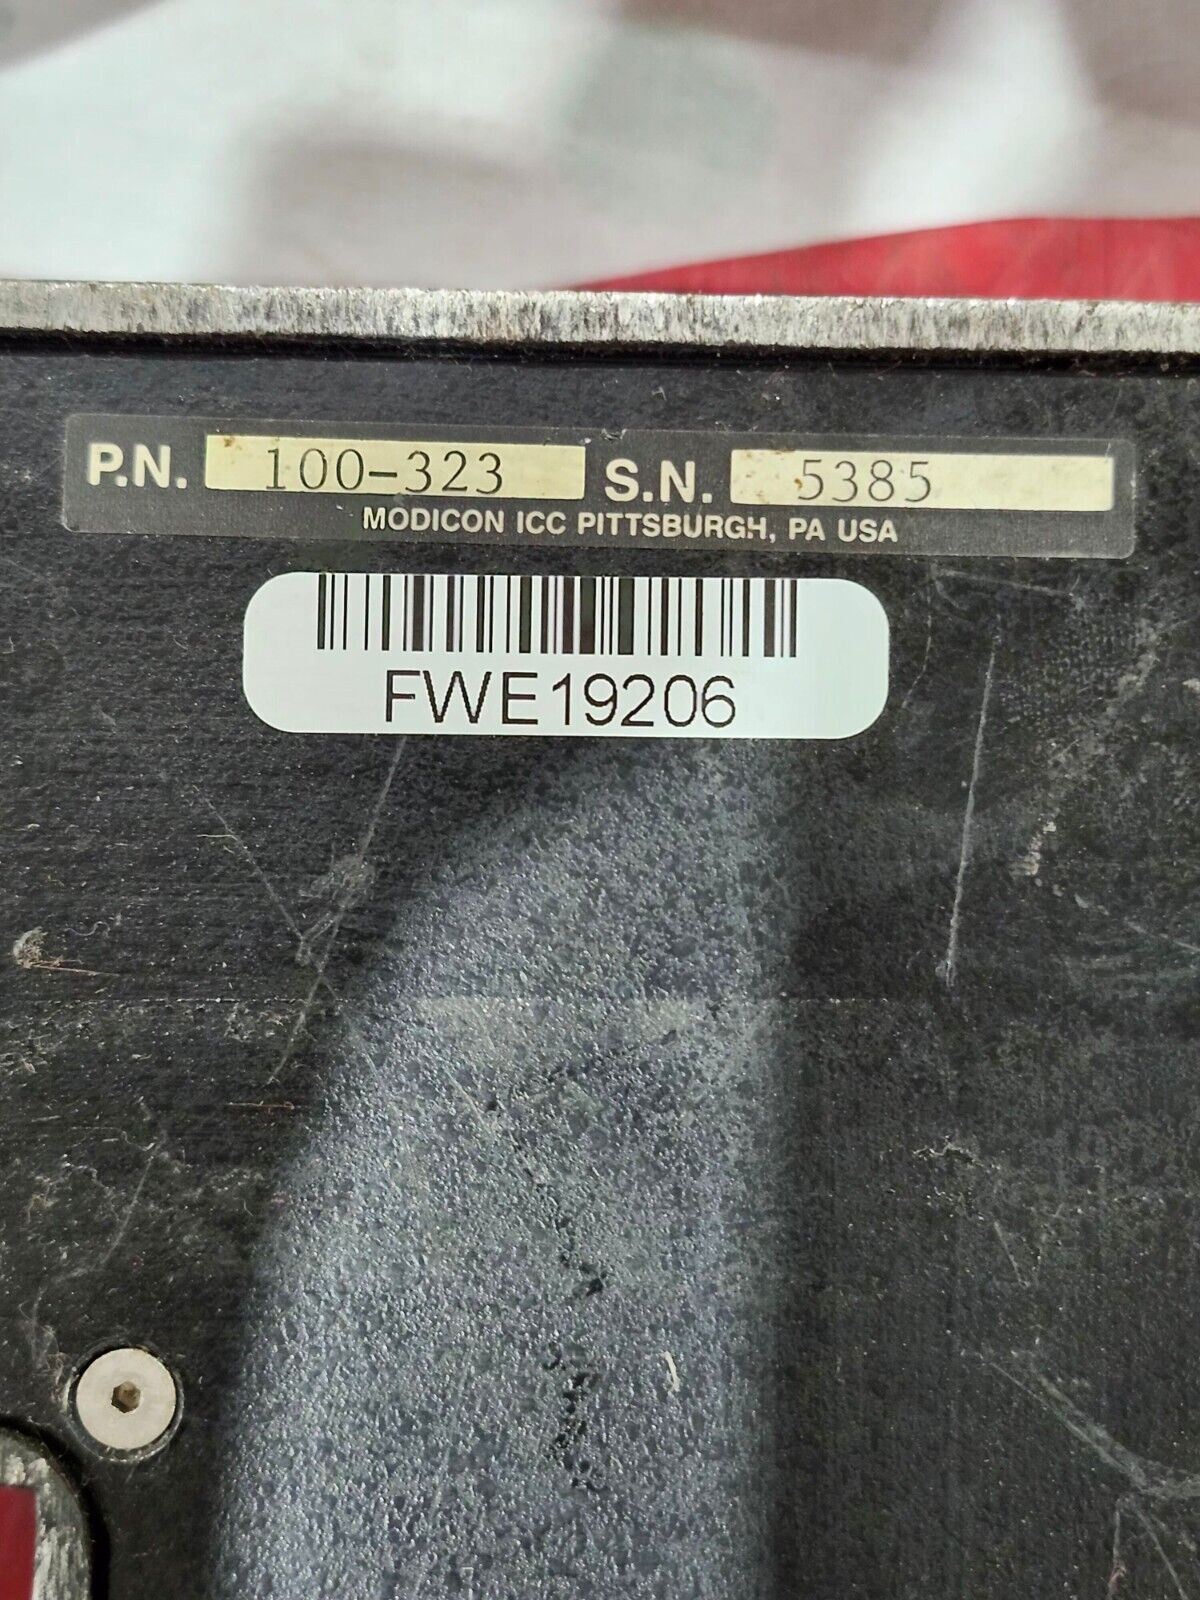 P.N. 100-323 S.N. 5385
MODICON ICC PITTSBURGH, PA USA
FWE19206